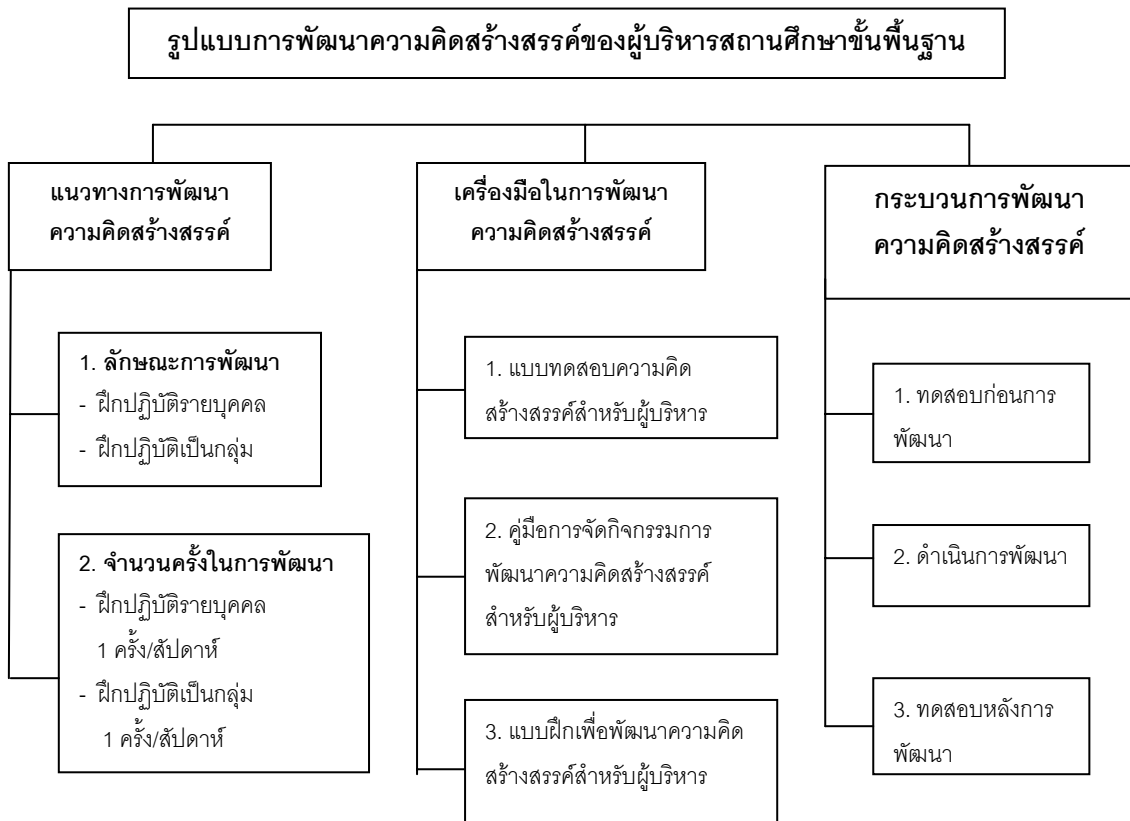 รูปแบบการพัฒนาความคิดสร้างสรรค์ของผู้บริหารสถานศึกษาขั้นพื้นฐาน
แนวทางการพัฒนา
ความคิดสร้างสรรค์
1. ลักษณะการพัฒนา
- ฝึกปฏิบัติรายบุคคล
- ฝึกปฏิบัติเป็นกลุ่ม
2. จำนวนครั้งในการพัฒนา
- ฝึกปฏิบัติรายบุคคล
1 ครั้ง/สัปดาห์
- ฝึกปฏิบัติเป็นกลุ่ม
1 ครั้ง/สัปดาห์
เครื่องมือในการพัฒนา
ความคิดสร้างสรรค์
1. แบบทดสอบความคิด
สร้างสรรค์สำหรับผู้บริหาร
2. คู่มือการจัดกิจกรรมการ
พัฒนาความคิดสร้างสรรค์
สำหรับผู้บริหาร
3. แบบฝึกเพื่อพัฒนาความคิด
สร้างสรรค์สำหรับผู้บริหาร
กระบวนการพัฒนา
ความคิดสร้างสรรค์
1. ทดสอบก่อนการ
พัฒนา
2. ดำเนินการพัฒนา
3. ทดสอบหลังการ
พัฒนา